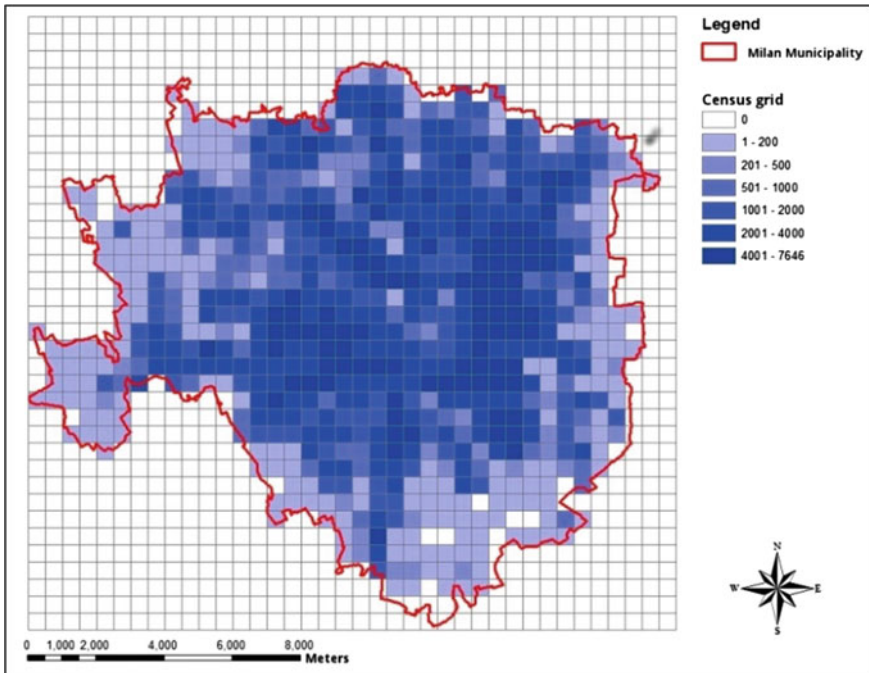 Legend
Milan Municipality
Census grid
0
1 - 200
201 - 500
501 - 1000
1001 - 2000
2001 - 4000
4001 - 7646
N
W E
S
0 1,000 2,000 4,000 6,000 8,000
Meters